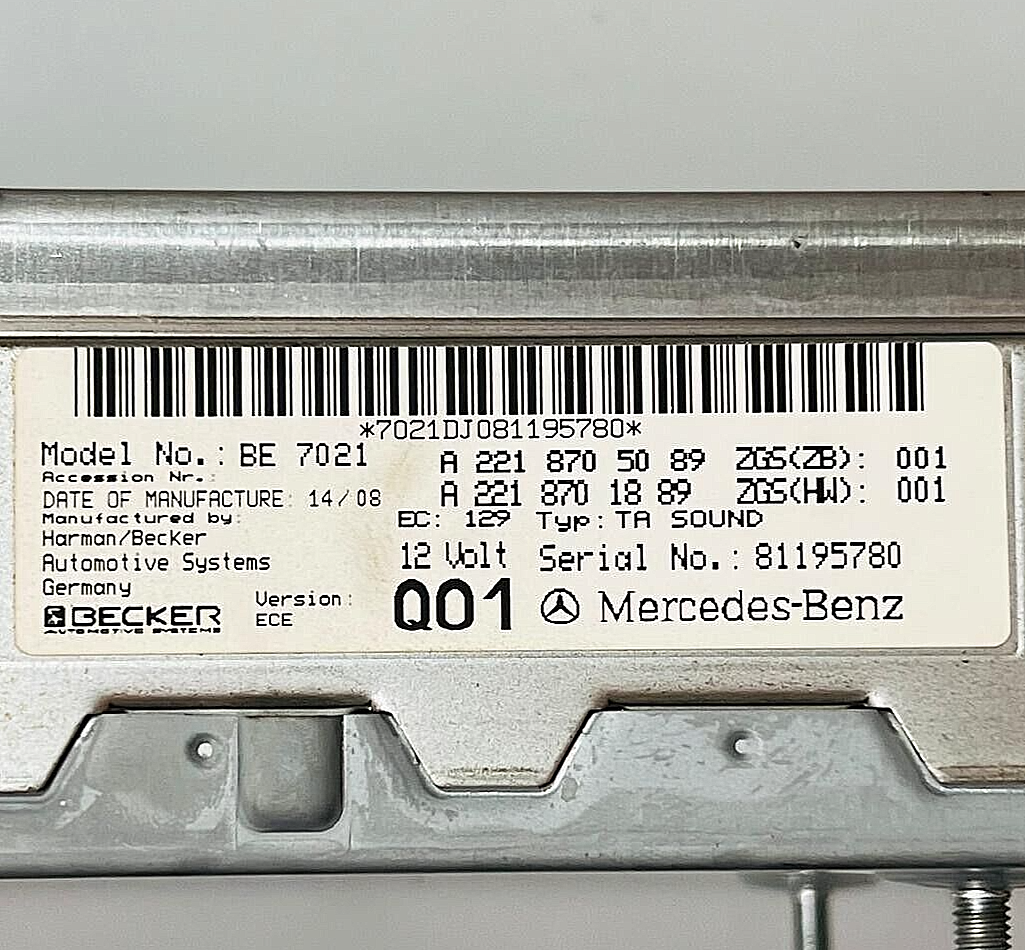 *7021DJ081195780*
Model No.: BE 7021
A 221 870 50 89 ZGS(ZB): 001
Accession Nr.:
DATE OF MANUFACTURE: 14/08
A 221 870 18 89 ZGS(HW): 001
Manufactured by:
EC: 129 Typ: TA SOUND
Harman/Becker
Automotive Systems
12 Volt Serial No.: 81195780
Germany
BECKER
AUTOMOTIVE SYSTEMS
Version:
ECE
Q01
Mercedes-Benz